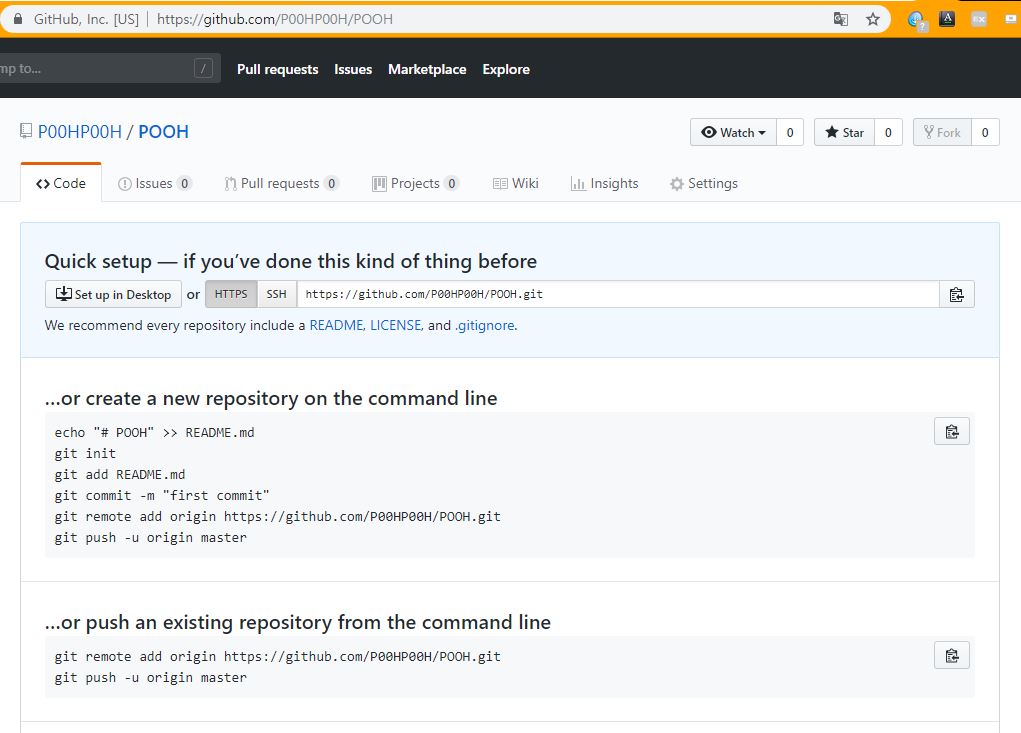 GitHub, Inc. [US] | https://github.com/P00HP00H/POOH
mp to... /
Pull requests Issues Marketplace Explore
P00HP00H / POOH
Watch 0 Star 0 Fork 0
Code Issues 0 Pull requests 0 Projects 0 Wiki Insights Settings
Quick setup — if you’ve done this kind of thing before
Set up in Desktop or HTTPS SSH https://github.com/P00HP00H/POOH.git
We recommend every repository include a README, LICENSE, and .gitignore.
…or create a new repository on the command line
echo "# POOH" >> README.md
git init
git add README.md
git commit -m "first commit"
git remote add origin https://github.com/P00HP00H/POOH.git
git push -u origin master
…or push an existing repository from the command line
git remote add origin https://github.com/P00HP00H/POOH.git
git push -u origin master